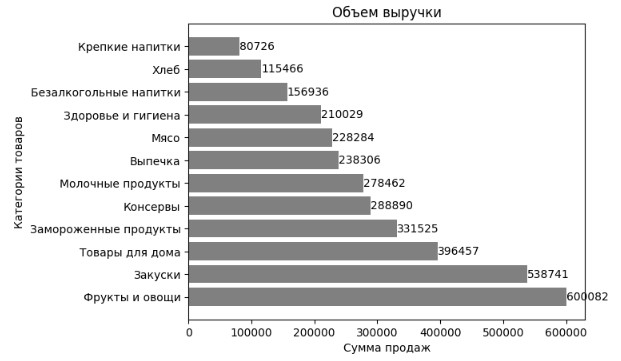 Объем выручки
Категории товаров
Крепкие напитки 80726
Хлеб 115466
Безалкогольные напитки 156936
Здоровье и гигиена 210029
Мясо 228284
Выпечка 238306
Молочные продукты 278462
Консервы 288890
Замороженные продукты 331525
Товары для дома 396457
Закуски 538741
Фрукты и овощи 600082
0 100000 200000 300000 400000 500000 600000
Сумма продаж